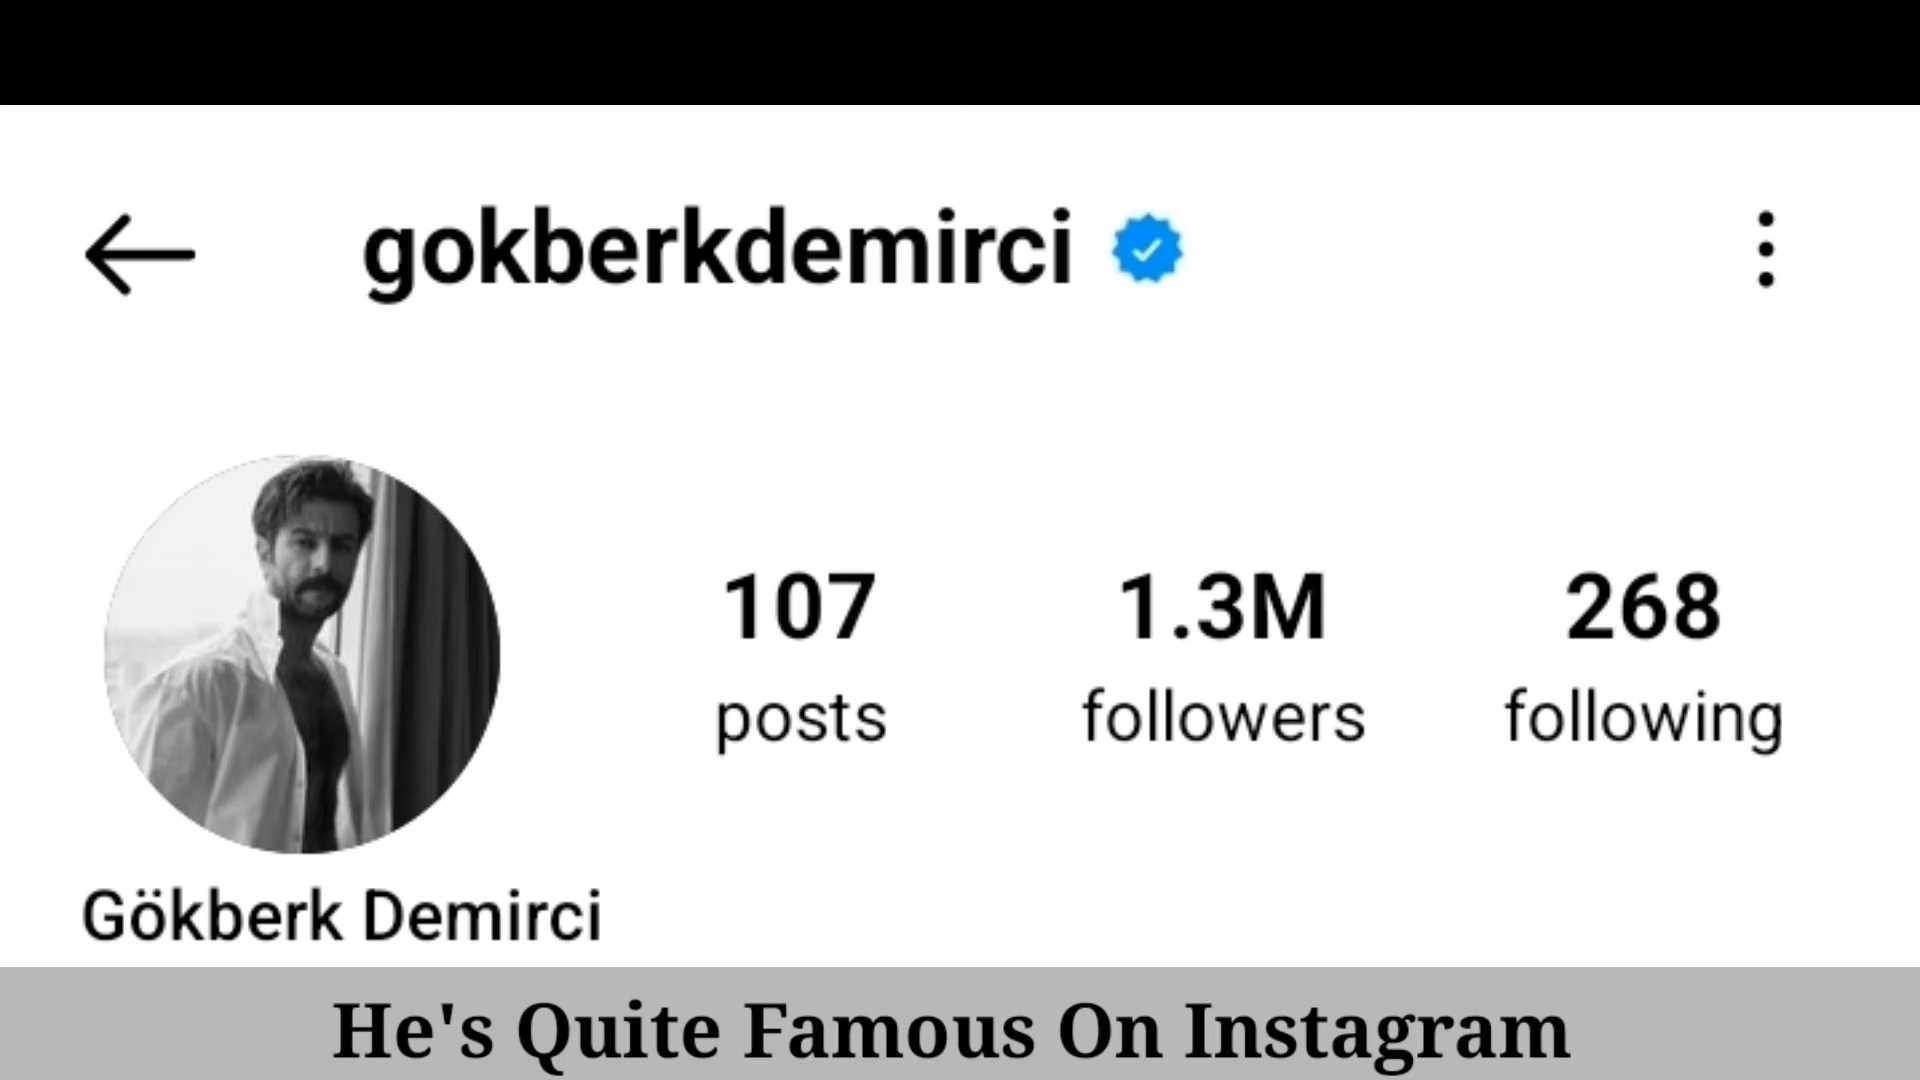 gokberkdemirci
107 1.3M 268
posts followers following
Gökberk Demirci
He's Quite Famous On Instagram